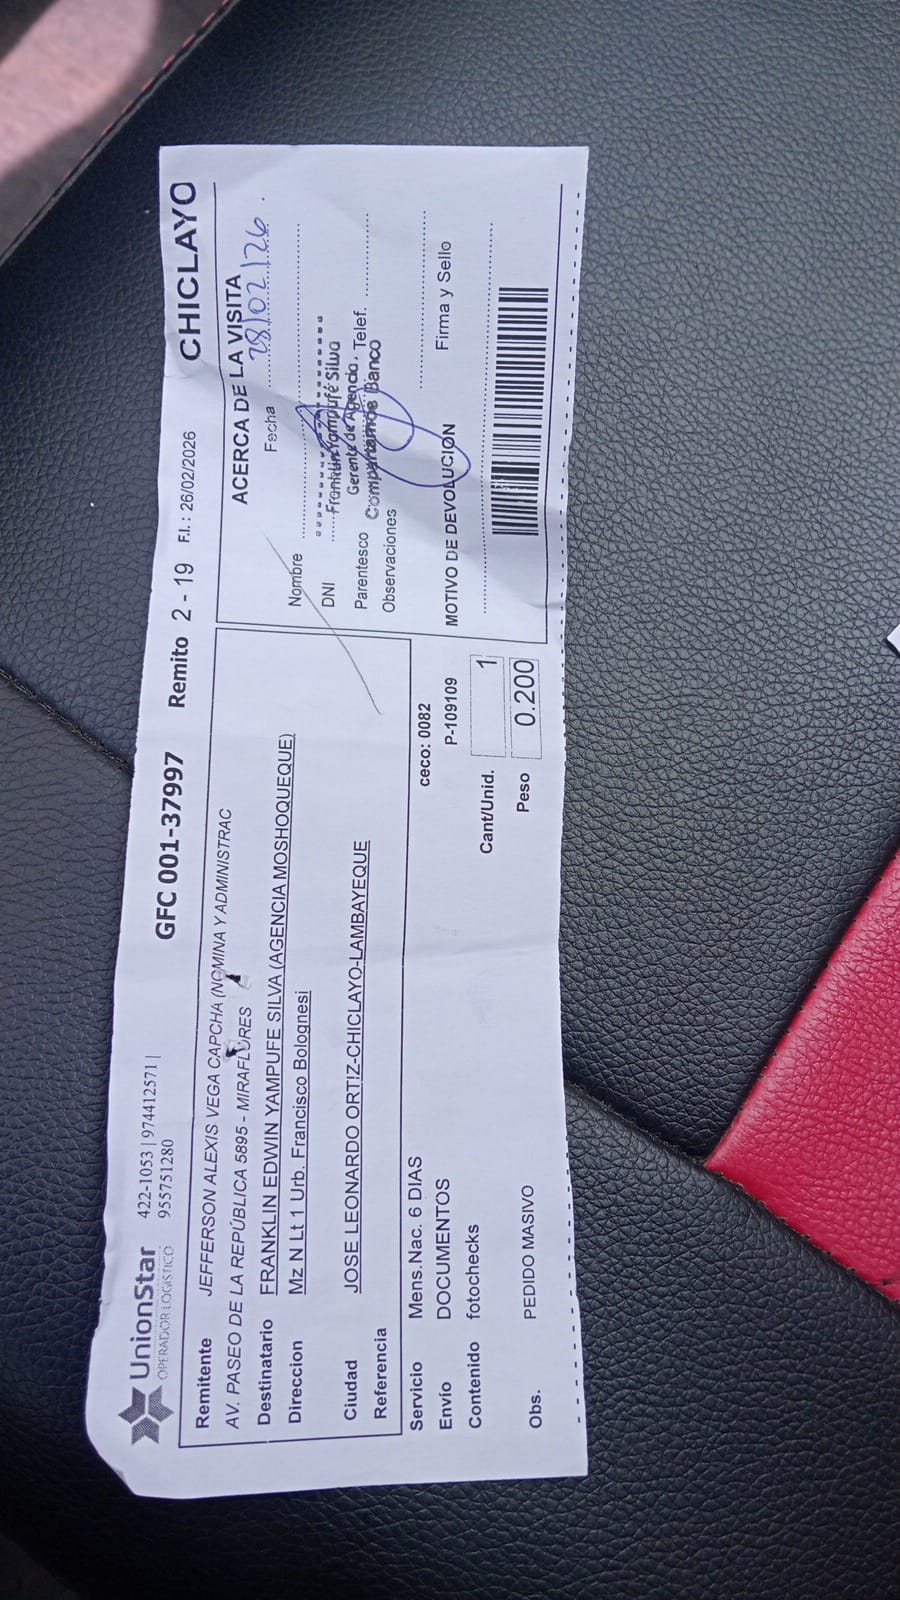 UnionStar
OPERADOR LOGISTICO
422-1053 | 974412571 |
955751280
GFC 001-37997
Remito 2 - 19
F.I. : 26/02/2026
CHICLAYO
Remitente JEFFERSON ALEXIS VEGA CAPCHA (NOMINA Y ADMINISTRAC
AV. PASEO DE LA REPÚBLICA 5895 - MIRAFLORES
Destinatario FRANKLIN EDWIN YAMPUFE SILVA (AGENCIA MOSHOQUEQUE)
Direccion Mz N Lt 1 Urb. Francisco Bolognesi
Ciudad JOSE LEONARDO ORTIZ-CHICLAYO-LAMBAYEQUE
Referencia
Servicio Mens.Nac. 6 DIAS
ceco: 0082
Envío DOCUMENTOS
P-109109
Contenido fotochecks
Cant/Unid. 1
Peso 0.200
Obs. PEDIDO MASIVO
ACERCA DE LA VISITA
Fecha 28/02/26.
Nombre
DNI
Franklin Yampufé Silva
Parentesco
Gerente de Agencia
Telef.
Compartamos Banco
Observaciones
Firma y Sello
MOTIVO DE DEVOLUCION